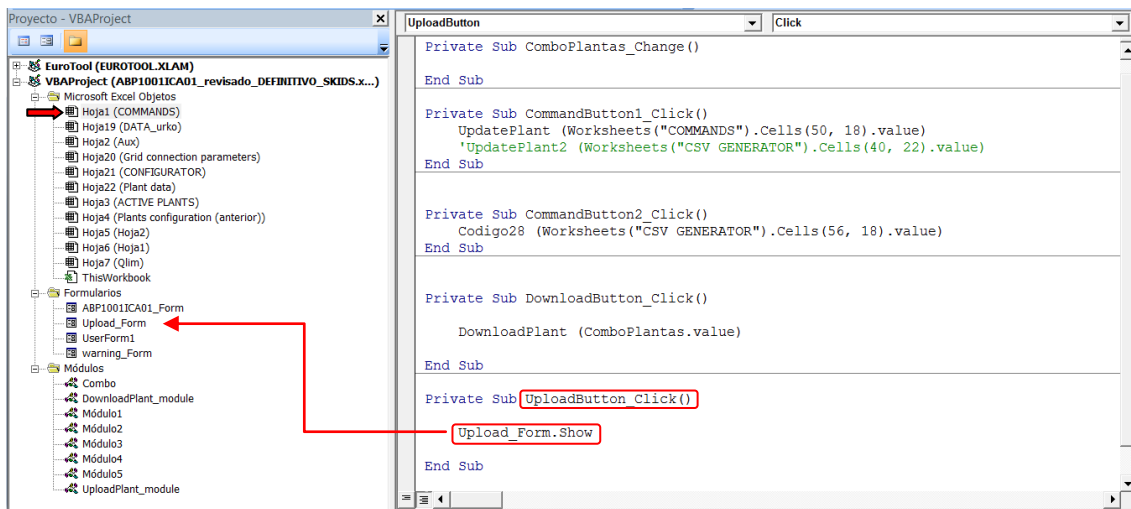 Proyecto - VBAProject
EuroTool (EUROTOOL.XLAM)
VBAProject (ABP1001ICA01_revisado_DEFINITIVO_SKIDS.x...)
Microsoft Excel Objetos
Hoja1 (COMMANDS)
Hoja19 (DATA_urko)
Hoja2 (Aux)
Hoja20 (Grid connection parameters)
Hoja21 (CONFIGURATOR)
Hoja22 (Plant data)
Hoja3 (ACTIVE PLANTS)
Hoja4 (Plants configuration (anterior))
Hoja5 (Hoja2)
Hoja6 (Hoja1)
Hoja7 (Qlim)
ThisWorkbook
Formularios
ABP1001ICA01_Form
Upload_Form
UserForm1
warning_Form
Módulos
Combo
DownloadPlant_module
Módulo1
Módulo2
Módulo3
Módulo4
Módulo5
UploadPlant_module
UploadButton
Click
Private Sub ComboPlantas_Change()
End Sub
Private Sub CommandButton1_Click()
UpdatePlant (Worksheets("COMMANDS").Cells(50, 18).value)
'UpdatePlant2 (Worksheets("CSV GENERATOR").Cells(40, 22).value)
End Sub
Private Sub CommandButton2_Click()
Codigo28 (Worksheets("CSV GENERATOR").Cells(56, 18).value)
End Sub
Private Sub DownloadButton_Click()
DownloadPlant (ComboPlantas.value)
End Sub
Private Sub UploadButton_Click()
Upload_Form.Show
End Sub